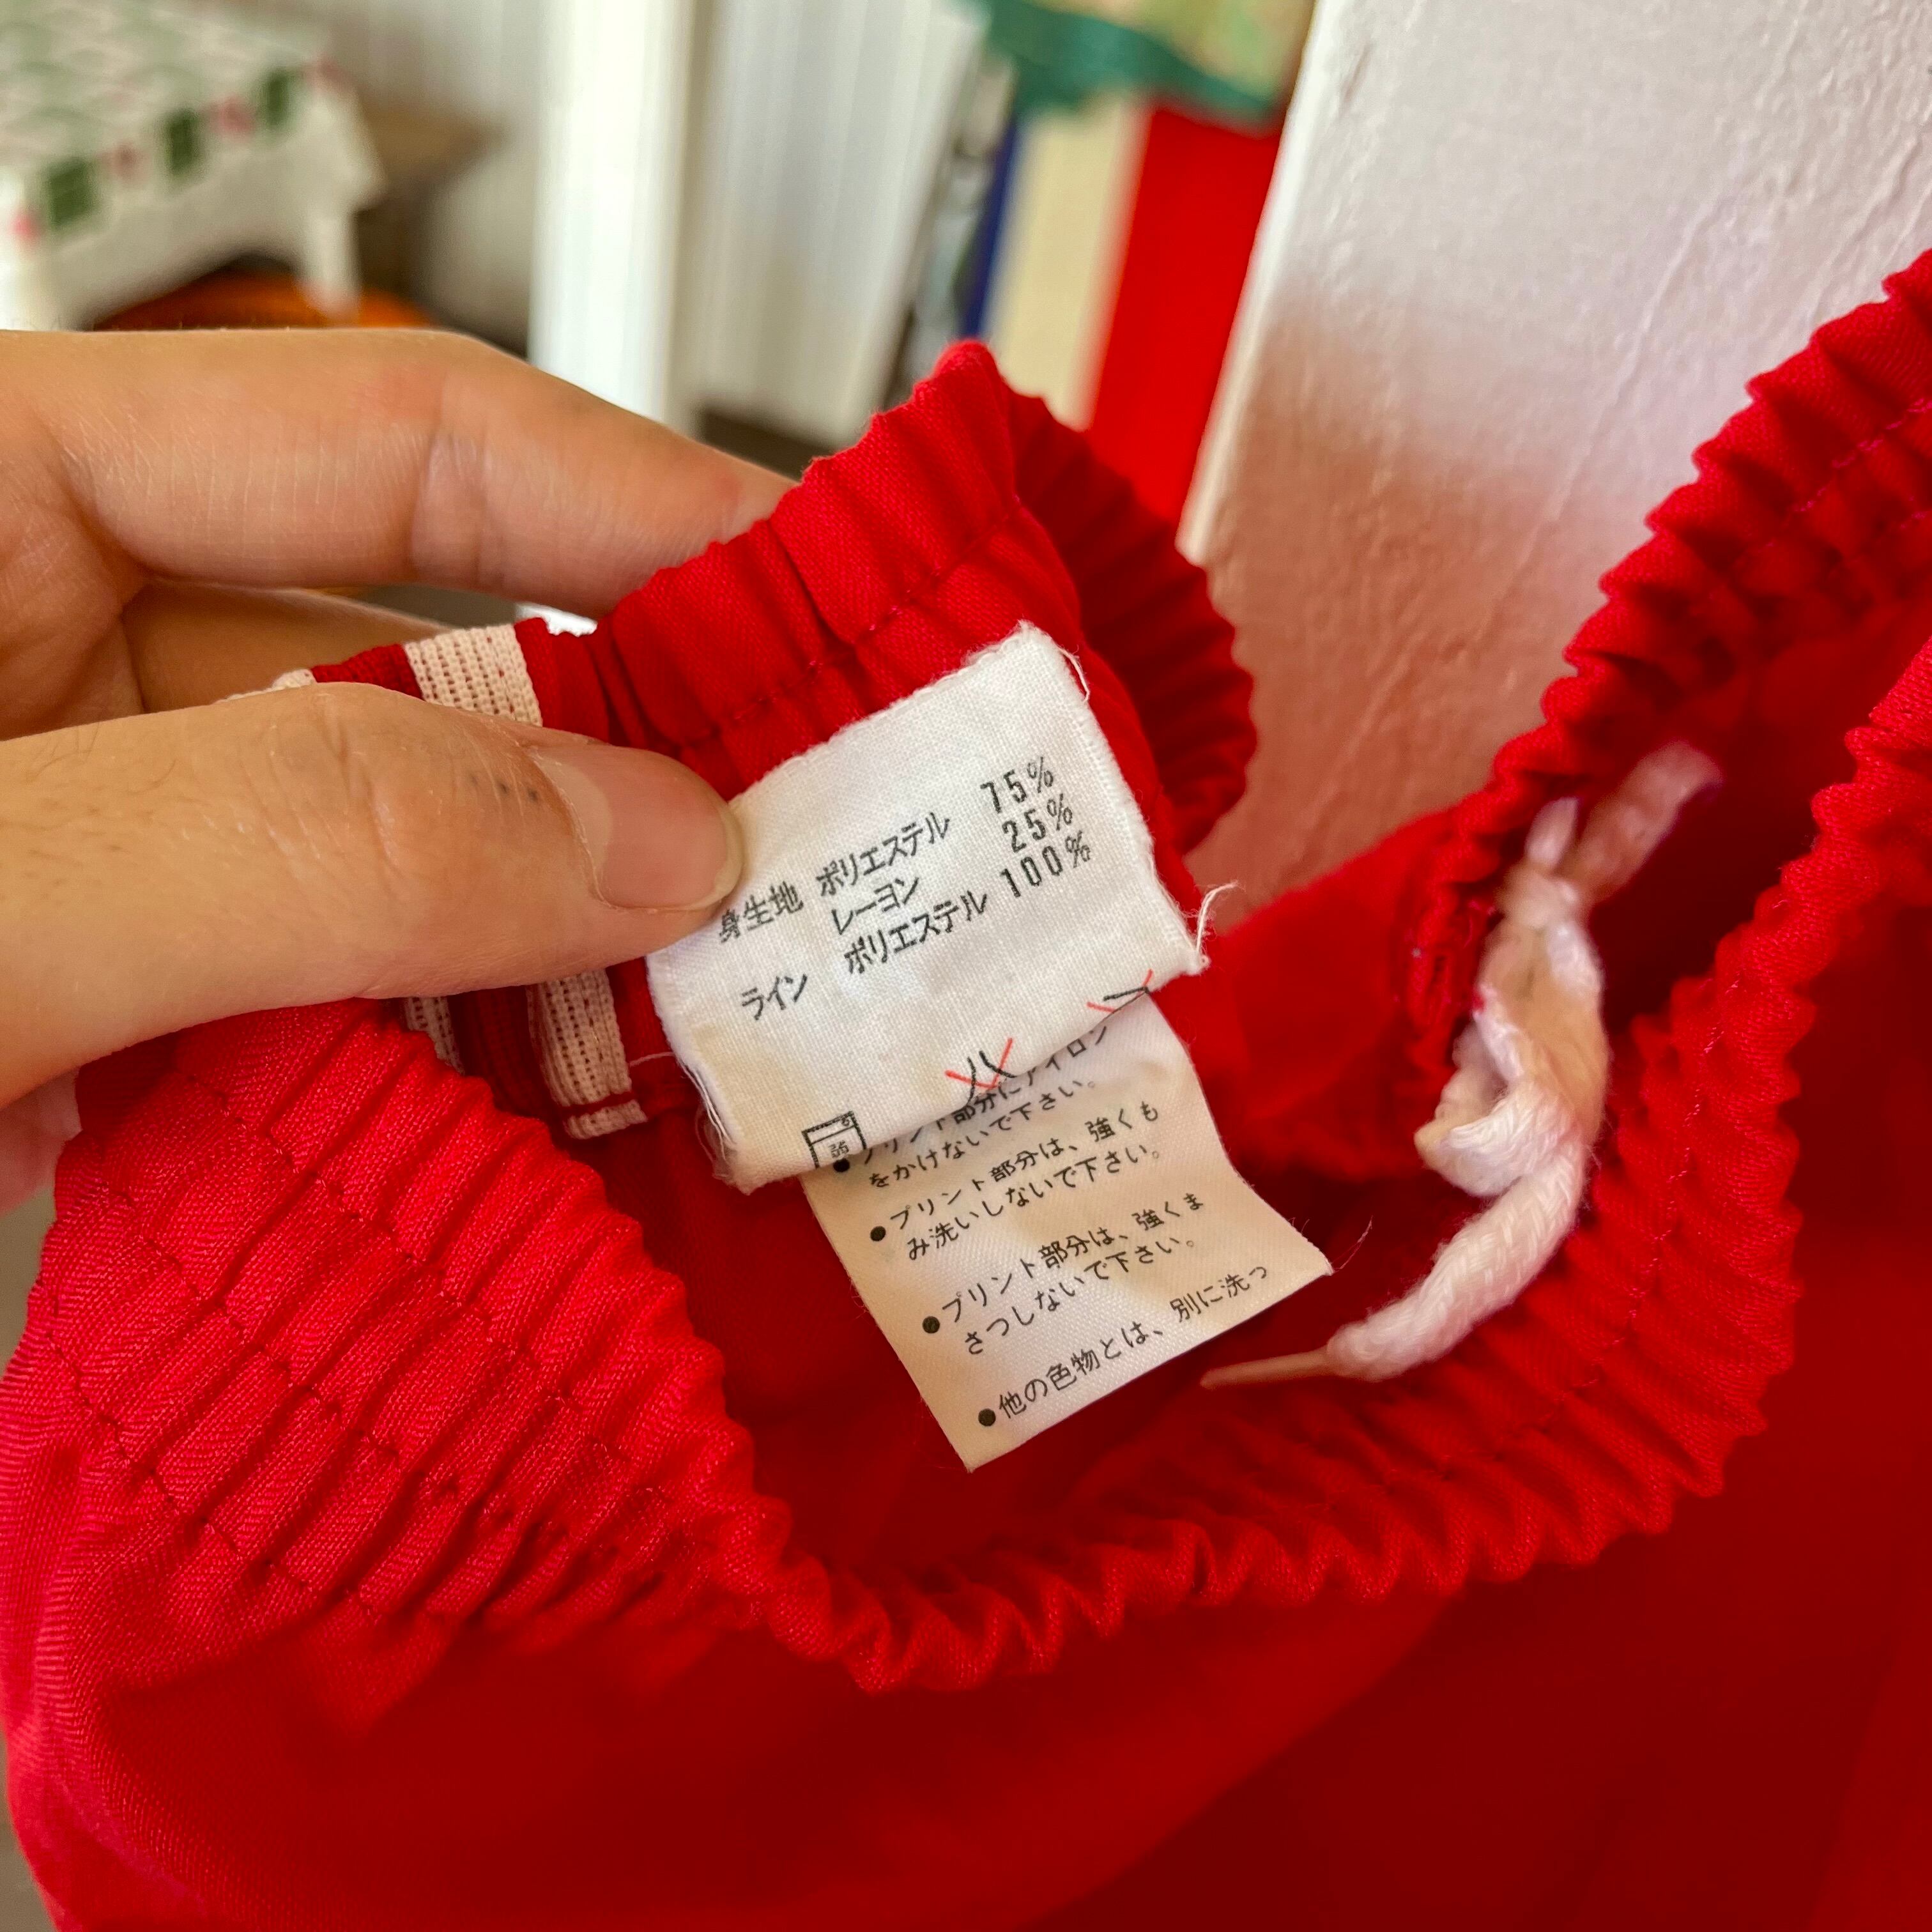 身生地 ポリエステル 75%
レーヨン 25%
ライン ポリエステル 100%
●プリント部分にアイロン
をかけないで下さい。
●プリント部分は、強くも
み洗いしないで下さい。
●プリント部分は、強くま
さつしないで下さい。
●他の色物とは、別に洗っ